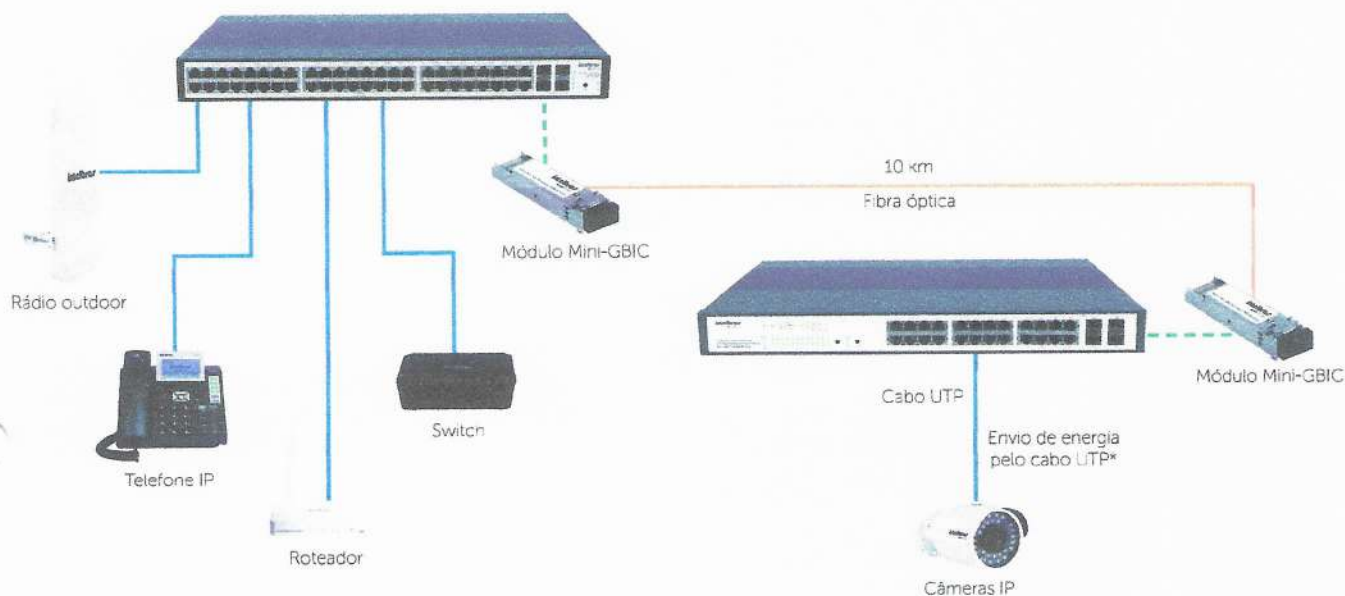 intelbras
10 km
Fibra óptica
Módulo Mini-GBIC
Rádio outdoor
Módulo Mini-GBIC
Cabo UTP
Switch
Envio de energia
pelo cabo UTP*
Telefone IP
Roteador
Câmeras IP